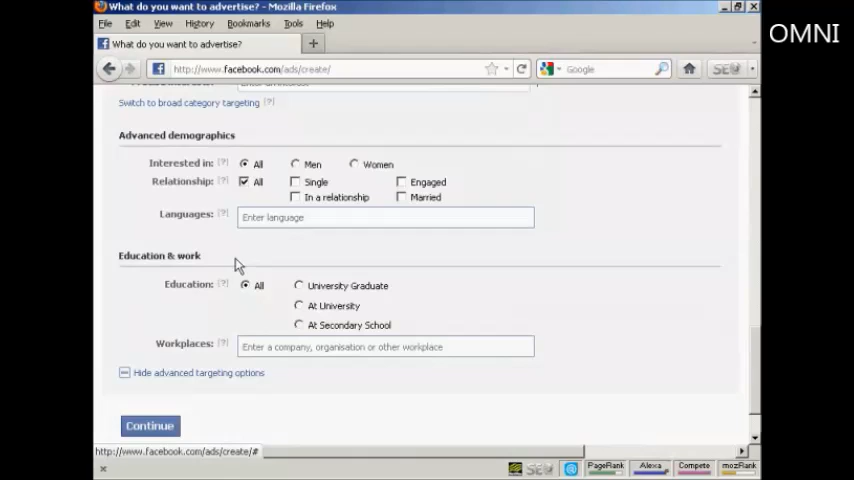 What do you want to advertise? - Mozilla Firefox
OMNI
File Edit View History Bookmarks Tools Help
What do you want to advertise?
http://www.facebook.com/ads/create/
Google
SEO
Switch to broad category targeting [?]
Advanced demographics
Interested in: [?] All Men Women
Relationship: [?] All Single Engaged
In a relationship Married
Languages: [?] Enter language
Education & work
Education: [?] All University Graduate
At University
At Secondary School
Workplaces: [?] Enter a company, organisation or other workplace
Hide advanced targeting options
Continue
http://www.facebook.com/ads/create/#
SEO PageRank Alexa Compete mozRank